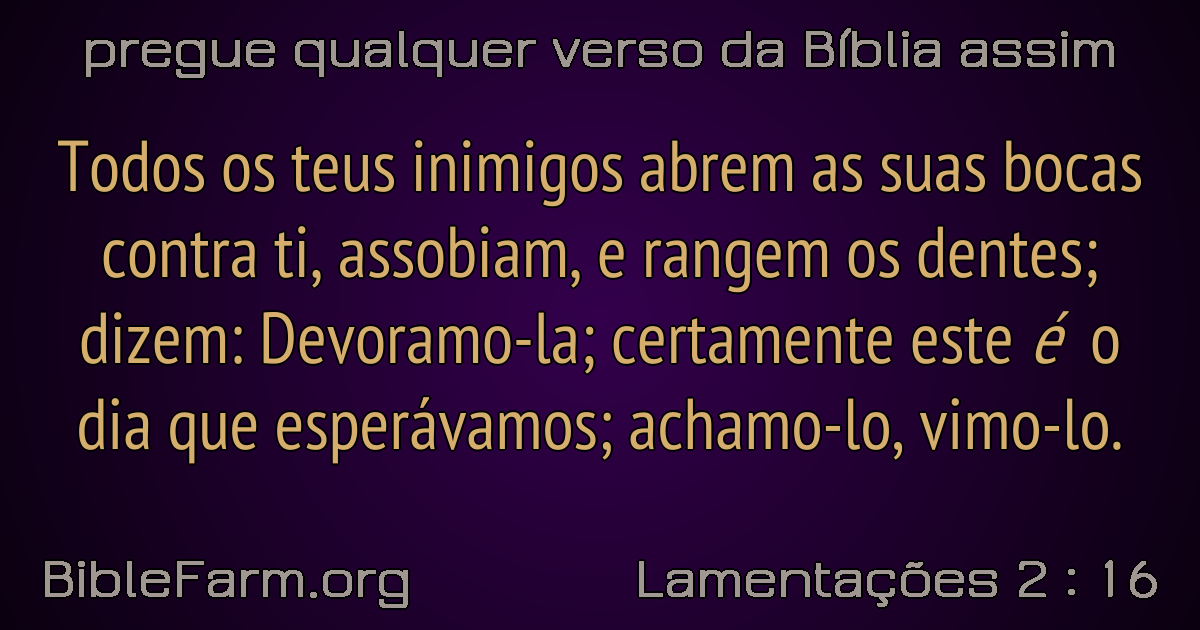 pregue qualquer verso da Bíblia assim
Todos os teus inimigos abrem as suas bocas
contra ti, assobiam, e rangem os dentes;
dizem: Devoramo-la; certamente este é o
dia que esperávamos; achamo-lo, vimo-lo.
BibleFarm.org
Lamentações 2 : 16